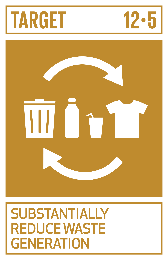 TARGET 12·5
SUBSTANTIALLY
REDUCE WASTE
GENERATION